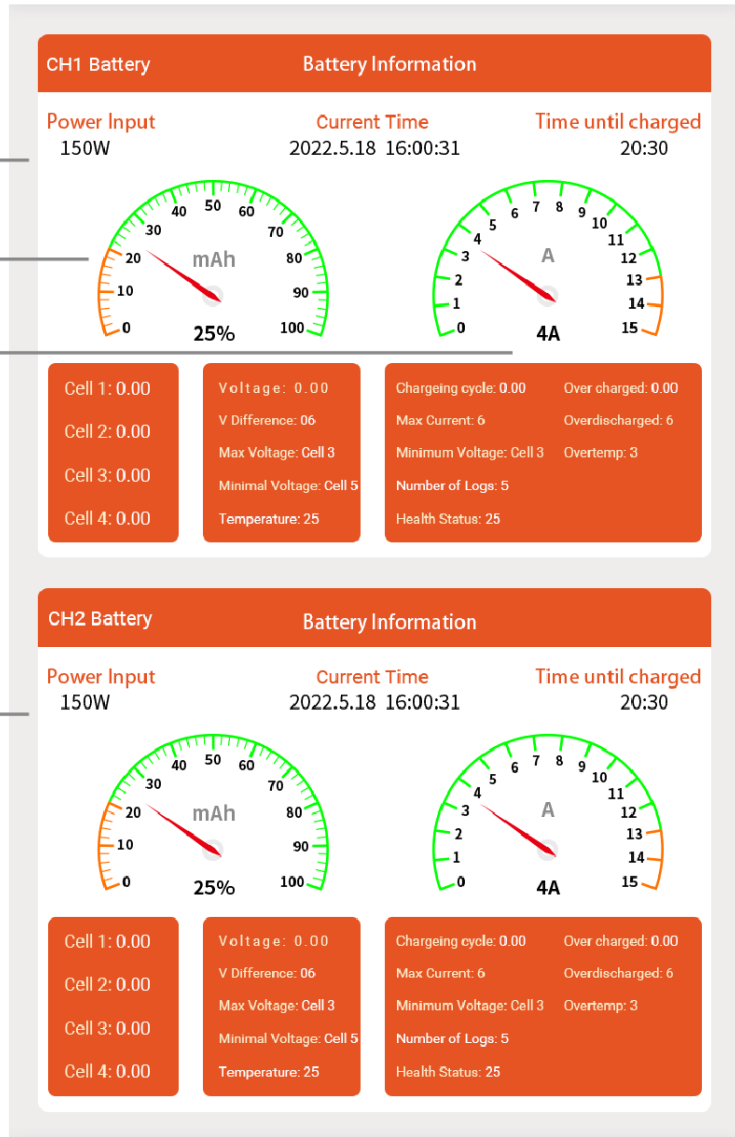 CH1 Battery Battery Information
Power Input Current Time Time until charged
150W 2022.5.18 16:00:31 20:30
0 10 20 30 40 50 60 70 80 90 100
mAh
25%
0 1 2 3 4 5 6 7 8 9 10 11 12 13 14 15
A
4A
Cell 1: 0.00
Cell 2: 0.00
Cell 3: 0.00
Cell 4: 0.00
Voltage: 0.00
V Difference: 06
Max Voltage: Cell 3
Minimal Voltage: Cell 5
Temperature: 25
Chargeing cycle: 0.00 Over charged: 0.00
Max Current: 6 Overdischarged: 6
Minimum Voltage: Cell 3 Overtemp: 3
Number of Logs: 5
Health Status: 25
CH2 Battery Battery Information
Power Input Current Time Time until charged
150W 2022.5.18 16:00:31 20:30
0 10 20 30 40 50 60 70 80 90 100
mAh
25%
0 1 2 3 4 5 6 7 8 9 10 11 12 13 14 15
A
4A
Cell 1: 0.00
Cell 2: 0.00
Cell 3: 0.00
Cell 4: 0.00
Voltage: 0.00
V Difference: 06
Max Voltage: Cell 3
Minimal Voltage: Cell 5
Temperature: 25
Chargeing cycle: 0.00 Over charged: 0.00
Max Current: 6 Overdischarged: 6
Minimum Voltage: Cell 3 Overtemp: 3
Number of Logs: 5
Health Status: 25